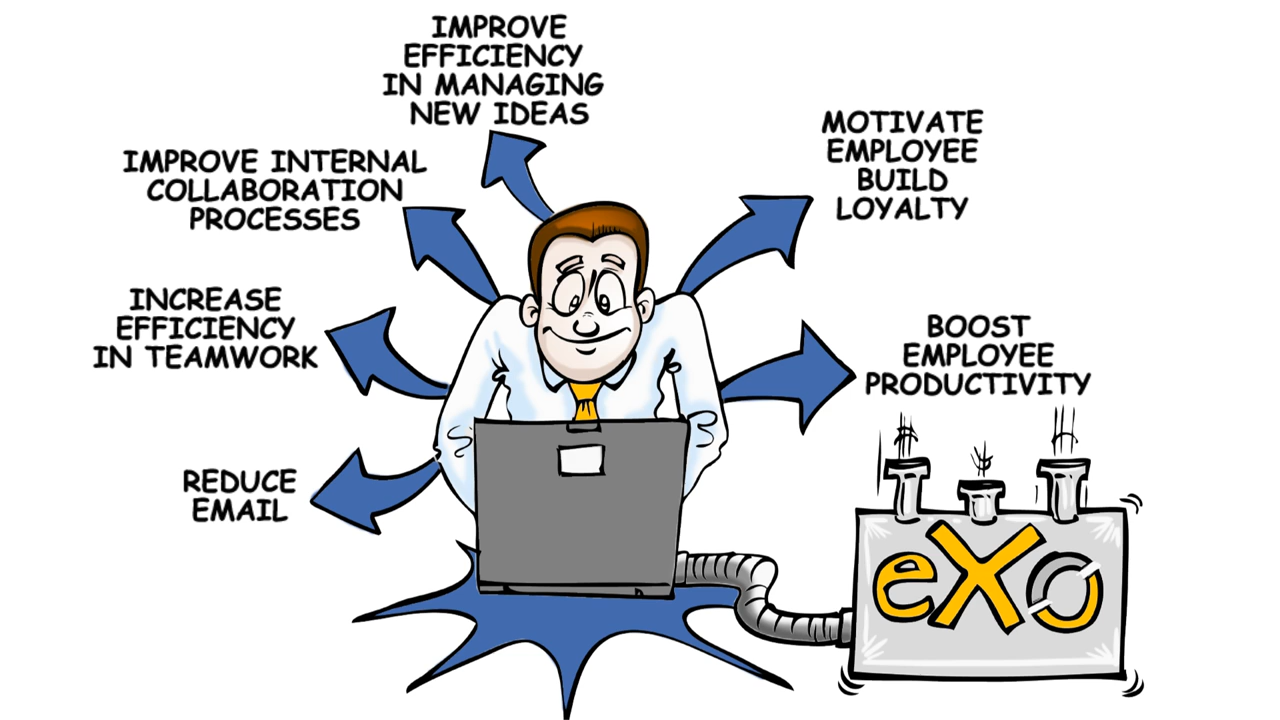 IMPROVE
EFFICIENCY
IN MANAGING
NEW IDEAS
IMPROVE INTERNAL
COLLABORATION
PROCESSES
INCREASE
EFFICIENCY
IN TEAMWORK
REDUCE
EMAIL
MOTIVATE
EMPLOYEE
BUILD
LOYALTY
BOOST
EMPLOYEE
PRODUCTIVITY
eXo